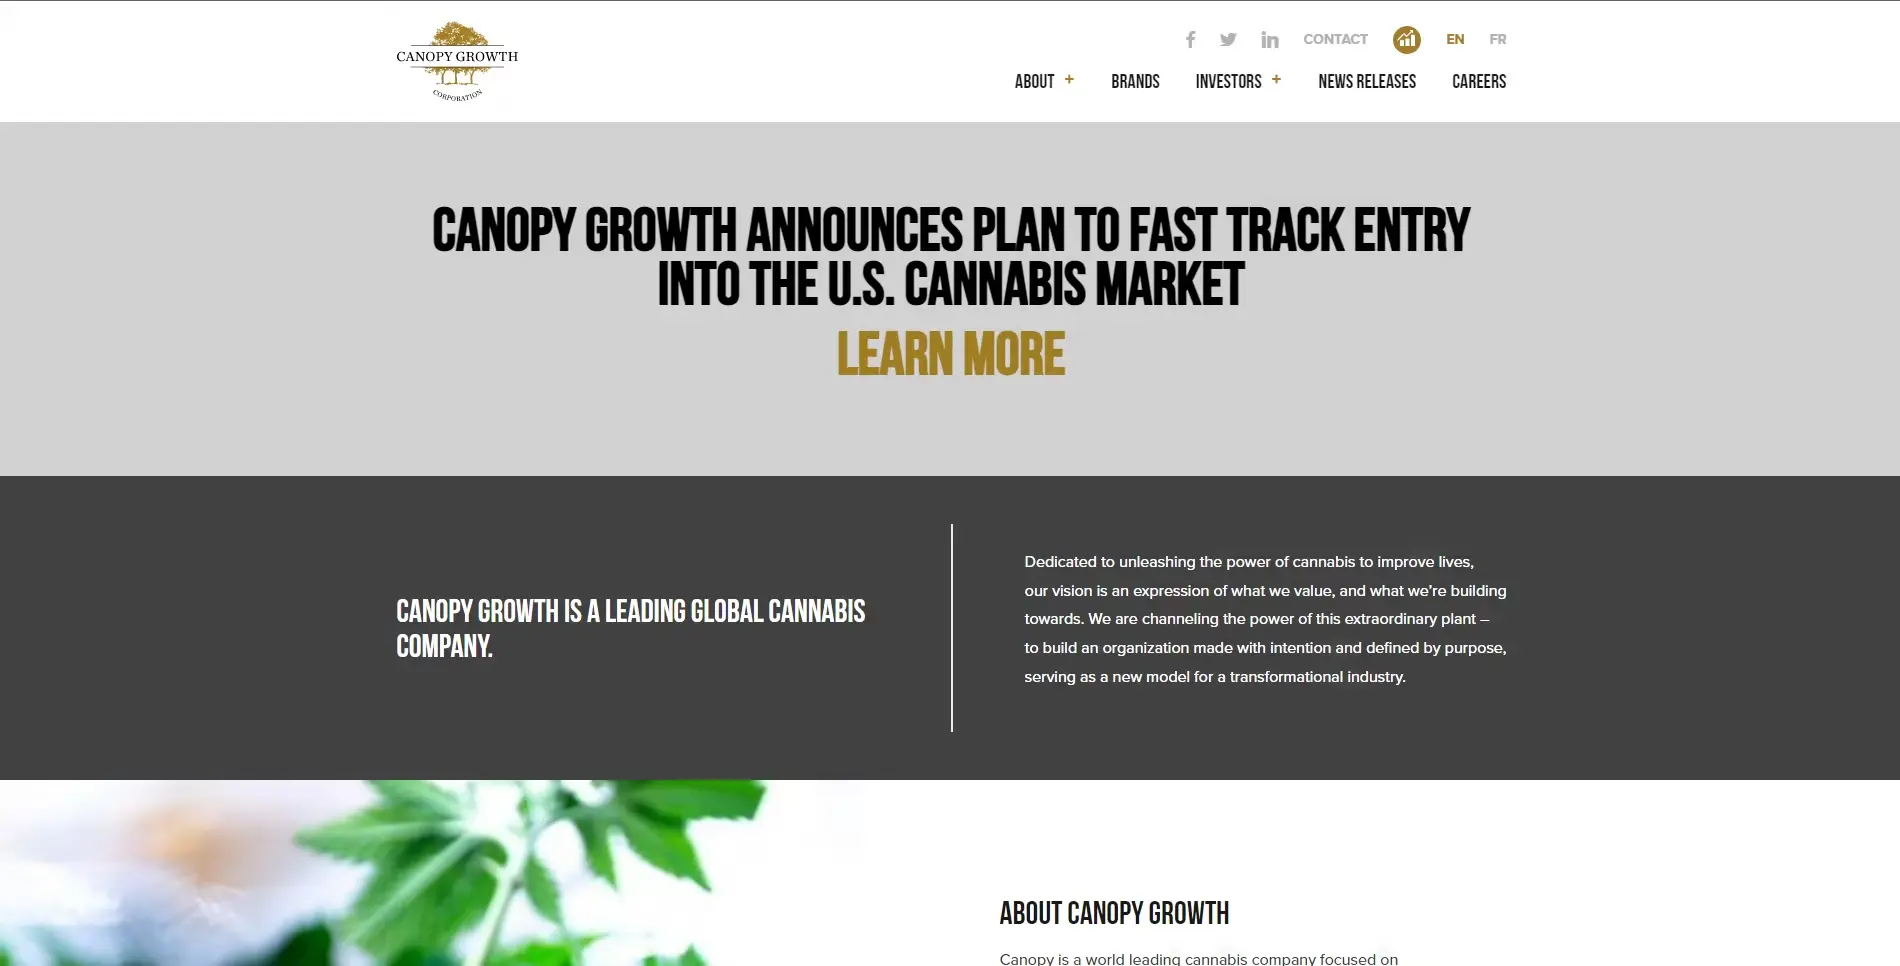 CANOPY GROWTH
CORPORATION
CONTACT
EN
FR
ABOUT +
BRANDS
INVESTORS +
NEWS RELEASES
CAREERS
CANOPY GROWTH ANNOUNCES PLAN TO FAST TRACK ENTRY
INTO THE U.S. CANNABIS MARKET
LEARN MORE
CANOPY GROWTH IS A LEADING GLOBAL CANNABIS
COMPANY.
Dedicated to unleashing the power of cannabis to improve lives,
our vision is an expression of what we value, and what we’re building
towards. We are channeling the power of this extraordinary plant –
to build an organization made with intention and defined by purpose,
serving as a new model for a transformational industry.
ABOUT CANOPY GROWTH
Canopy is a world leading cannabis company focused on